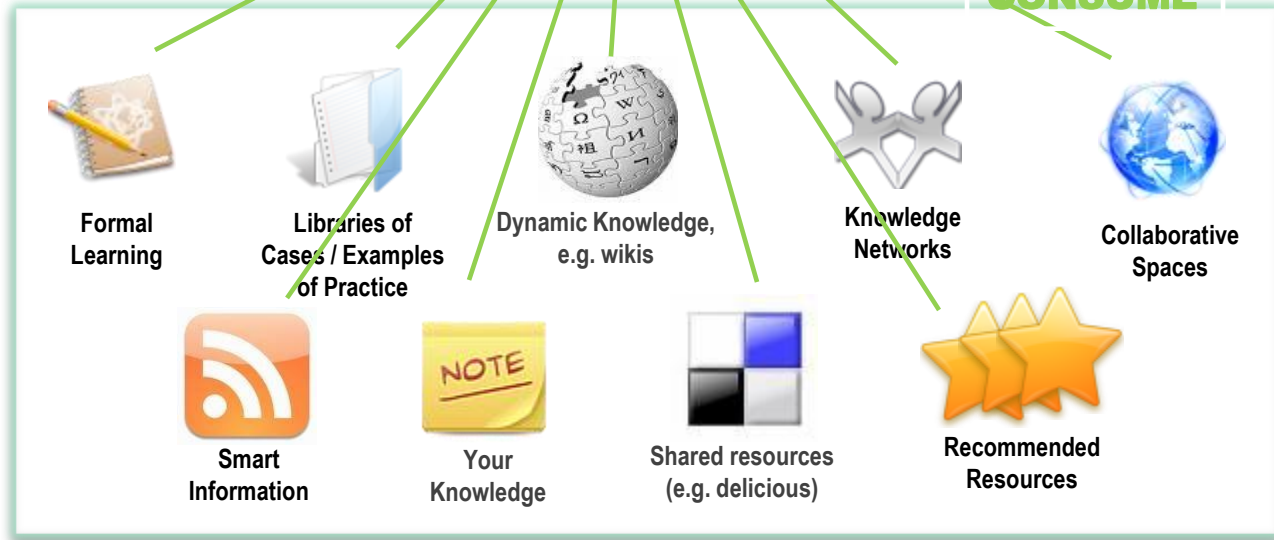 CONSUME
Formal
Learning
Libraries of
Cases / Examples
of Practice
Dynamic Knowledge,
e.g. wikis
Knowledge
Networks
Collaborative
Spaces
NOTE
Smart
Information
Your
Knowledge
Shared resources
(e.g. delicious)
Recommended
Resources